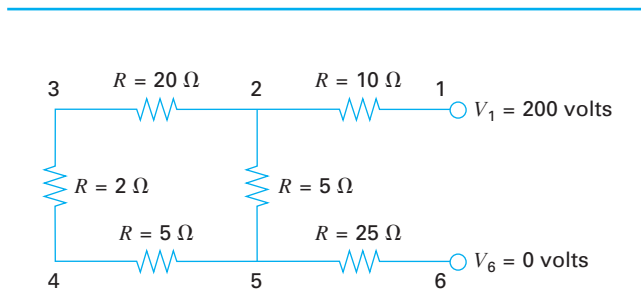 R = 20 Ω R = 10 Ω
3 2 1
V₁ = 200 volts
R = 2 Ω R = 5 Ω
R = 5 Ω R = 25 Ω
V₆ = 0 volts
4 5 6